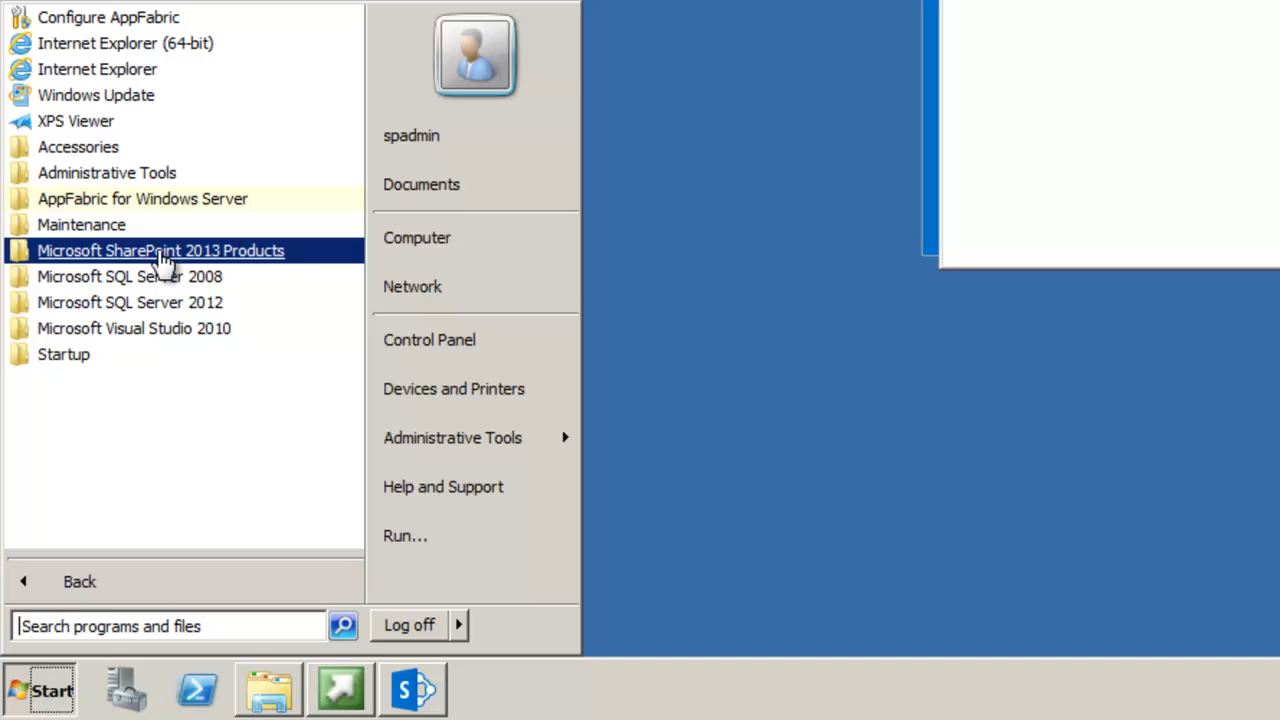 Configure AppFabric
Internet Explorer (64-bit)
Internet Explorer
Windows Update
XPS Viewer
Accessories
Administrative Tools
AppFabric for Windows Server
Maintenance
Microsoft SharePoint 2013 Products
Microsoft SQL Server 2008
Microsoft SQL Server 2012
Microsoft Visual Studio 2010
Startup
Back
Search programs and files
spadmin
Documents
Computer
Network
Control Panel
Devices and Printers
Administrative Tools
Help and Support
Run...
Log off
Start
S